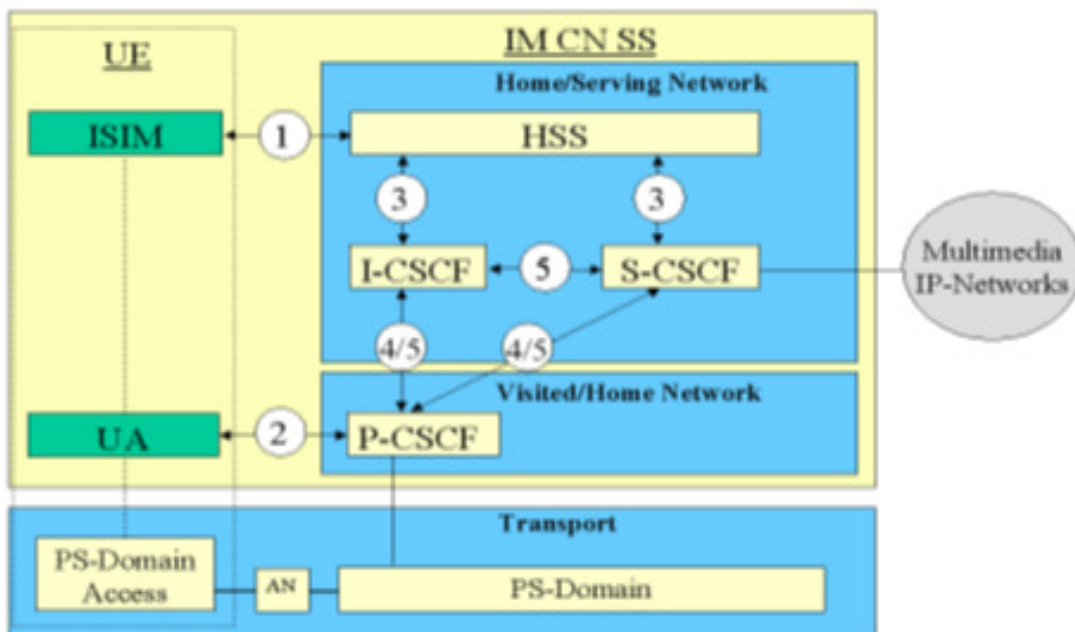 UE
IM CN SS
Home/Serving Network
ISIM
1
HSS
3
3
I-CSCF
5
S-CSCF
Multimedia
IP-Networks
4/5
4/5
Visited/Home Network
UA
2
P-CSCF
Transport
PS-Domain
Access
AN
PS-Domain